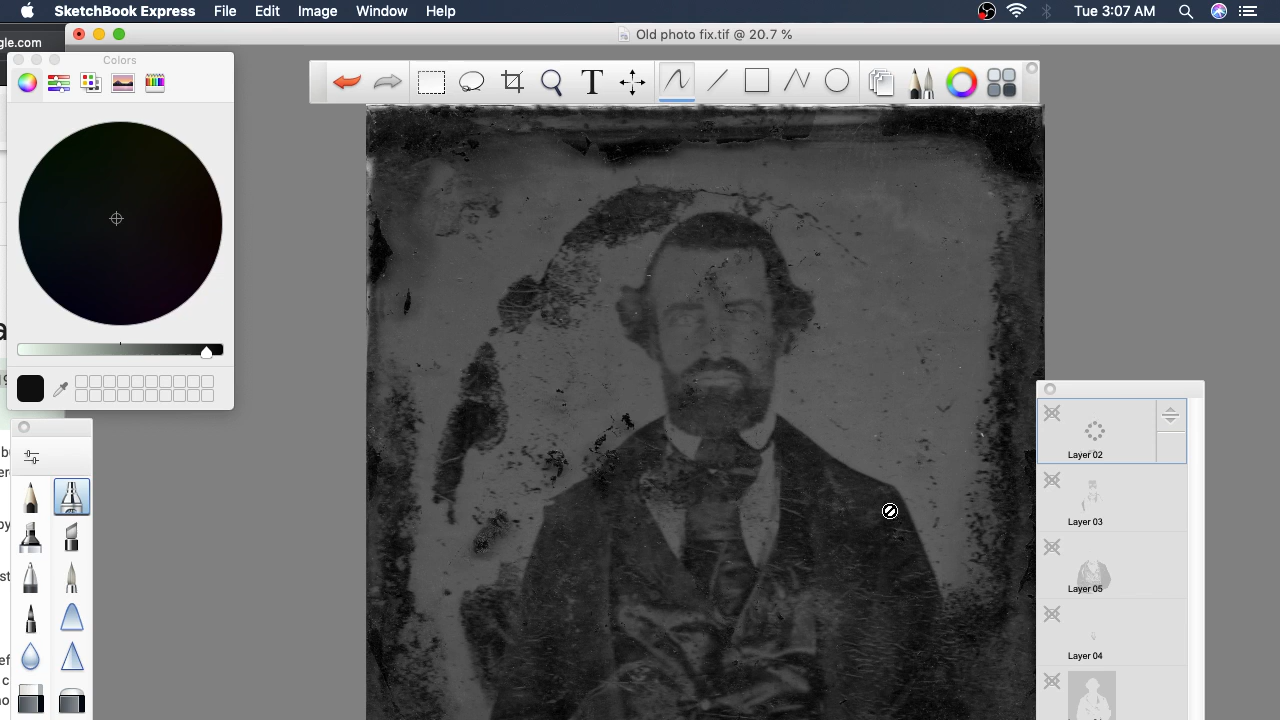 SketchBook Express File Edit Image Window Help Tue 3:07 AM
gle.com
Old photo fix.tif @ 20.7 %
Colors
T
Layer 02
Layer 03
Layer 05
Layer 04